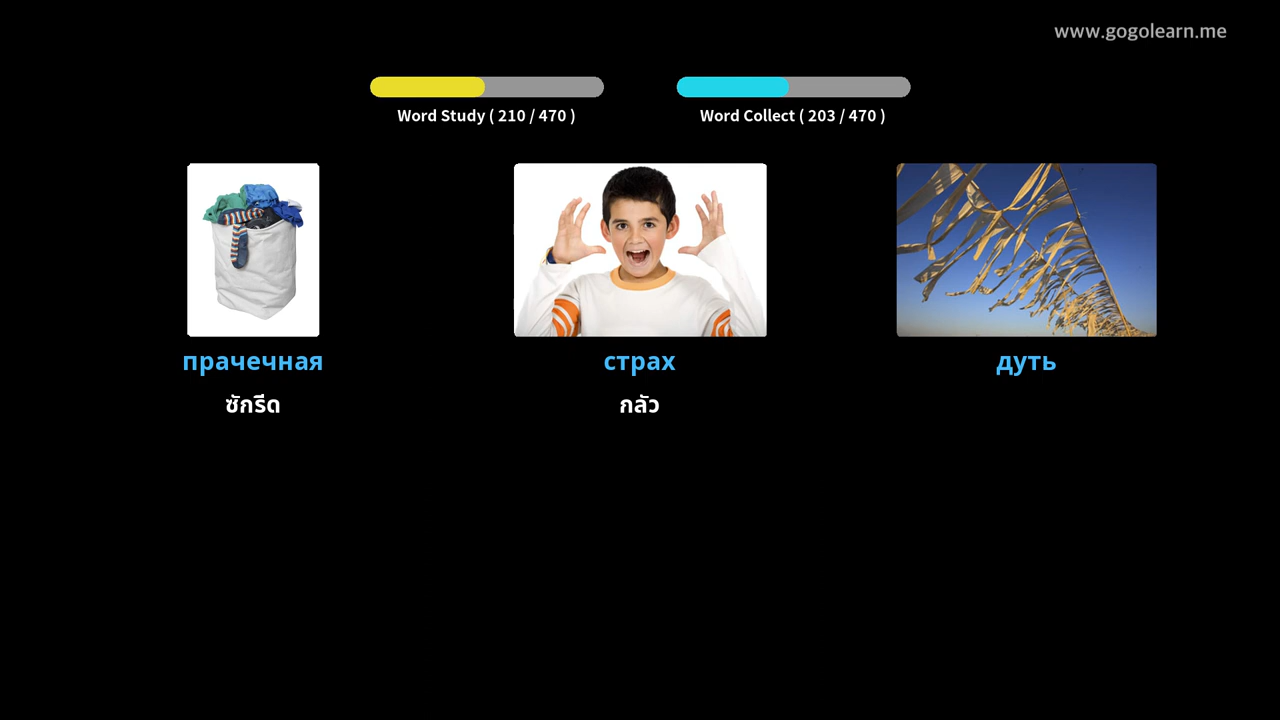 www.gogolearn.me
Word Study ( 210 / 470 )
Word Collect ( 203 / 470 )
прачечная
страх
дуть
ซักรีด
กลัว